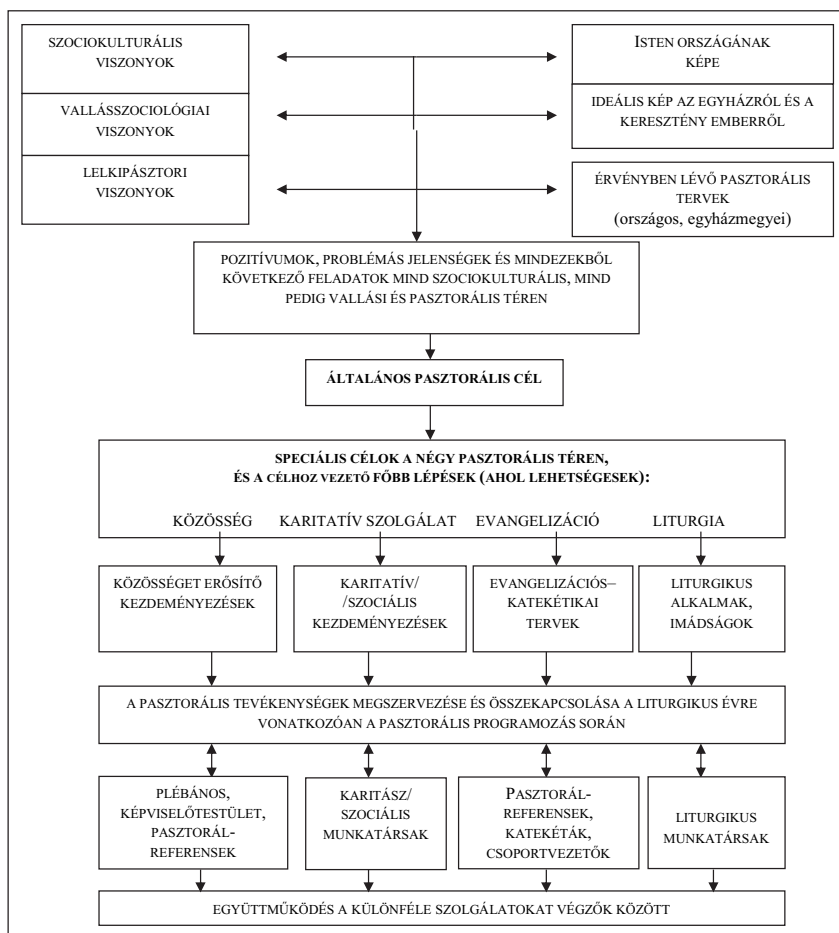 SZOCIOKULTURÁLIS
VISZONYOK
ISTEN ORSZÁGÁNAK
KÉPE
VALLÁSSZOCIOLÓGIAI
VISZONYOK
IDEÁLIS KÉP AZ EGYHÁZRÓL ÉS A
KERESZTÉNY EMBERRŐL
LELKIPÁSZTORI
VISZONYOK
ÉRVÉNYBEN LÉVŐ PASZTORÁLIS
TERVEK
(országos, egyházmegyei)
POZITÍVUMOK, PROBLÉMÁS JELENSÉGEK ÉS MINDEZEKBŐL
KÖVETKEZŐ FELADATOK MIND SZOCIOKULTURÁLIS, MIND
PEDIG VALLÁSI ÉS PASZTORÁLIS TÉREN
ÁLTALÁNOS PASZTORÁLIS CÉL
SPECIÁLIS CÉLOK A NÉGY PASZTORÁLIS TÉREN,
ÉS A CÉLHOZ VEZETŐ FŐBB LÉPÉSEK (AHOL LEHETSÉGESEK):
KÖZÖSSÉG KARITATÍV SZOLGÁLAT EVANGELIZÁCIÓ LITURGIA
KÖZÖSSÉGET ERŐSÍTŐ
KEZDEMÉNYEZÉSEK
KARITATÍV/
/SZOCIÁLIS
KEZDEMÉNYEZÉSEK
EVANGELIZÁCIÓS–
KATEKÉTIKAI
TERVEK
LITURGIKUS
ALKALMAK,
IMÁDSÁGOK
A PASZTORÁLIS TEVÉKENYSÉGEK MEGSZERVEZÉSE ÉS ÖSSZEKAPCSOLÁSA A LITURGIKUS ÉVRE
VONATKOZÓAN A PASZTORÁLIS PROGRAMOZÁS SORÁN
PLÉBÁNOS,
KÉPVISELŐTESTÜLET,
PASZTORÁL-
REFERENSEK
KARITÁSZ/
SZOCIÁLIS
MUNKATÁRSAK
PASZTORÁL-
REFERENSEK,
KATEKÉTÁK,
CSOPORTVEZETŐK
LITURGIKUS
MUNKATÁRSAK
EGYÜTTMŰKÖDÉS A KÜLÖNFÉLE SZOLGÁLATOKAT VÉGZŐK KÖZÖTT